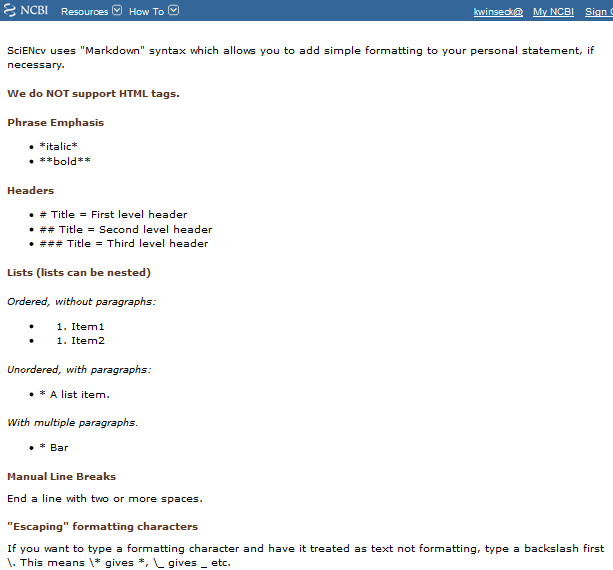 NCBI Resources How To kwinseck@ My NCBI Sign
SciENcv uses "Markdown" syntax which allows you to add simple formatting to your personal statement, if
necessary.
We do NOT support HTML tags.
Phrase Emphasis
• *italic*
• **bold**
Headers
• # Title = First level header
• ## Title = Second level header
• ### Title = Third level header
Lists (lists can be nested)
Ordered, without paragraphs:
• 1. Item1
• 1. Item2
Unordered, with paragraphs:
• * A list item.
With multiple paragraphs.
• * Bar
Manual Line Breaks
End a line with two or more spaces.
"Escaping" formatting characters
If you want to type a formatting character and have it treated as text not formatting, type a backslash first
\. This means \* gives *, \_ gives _ etc.